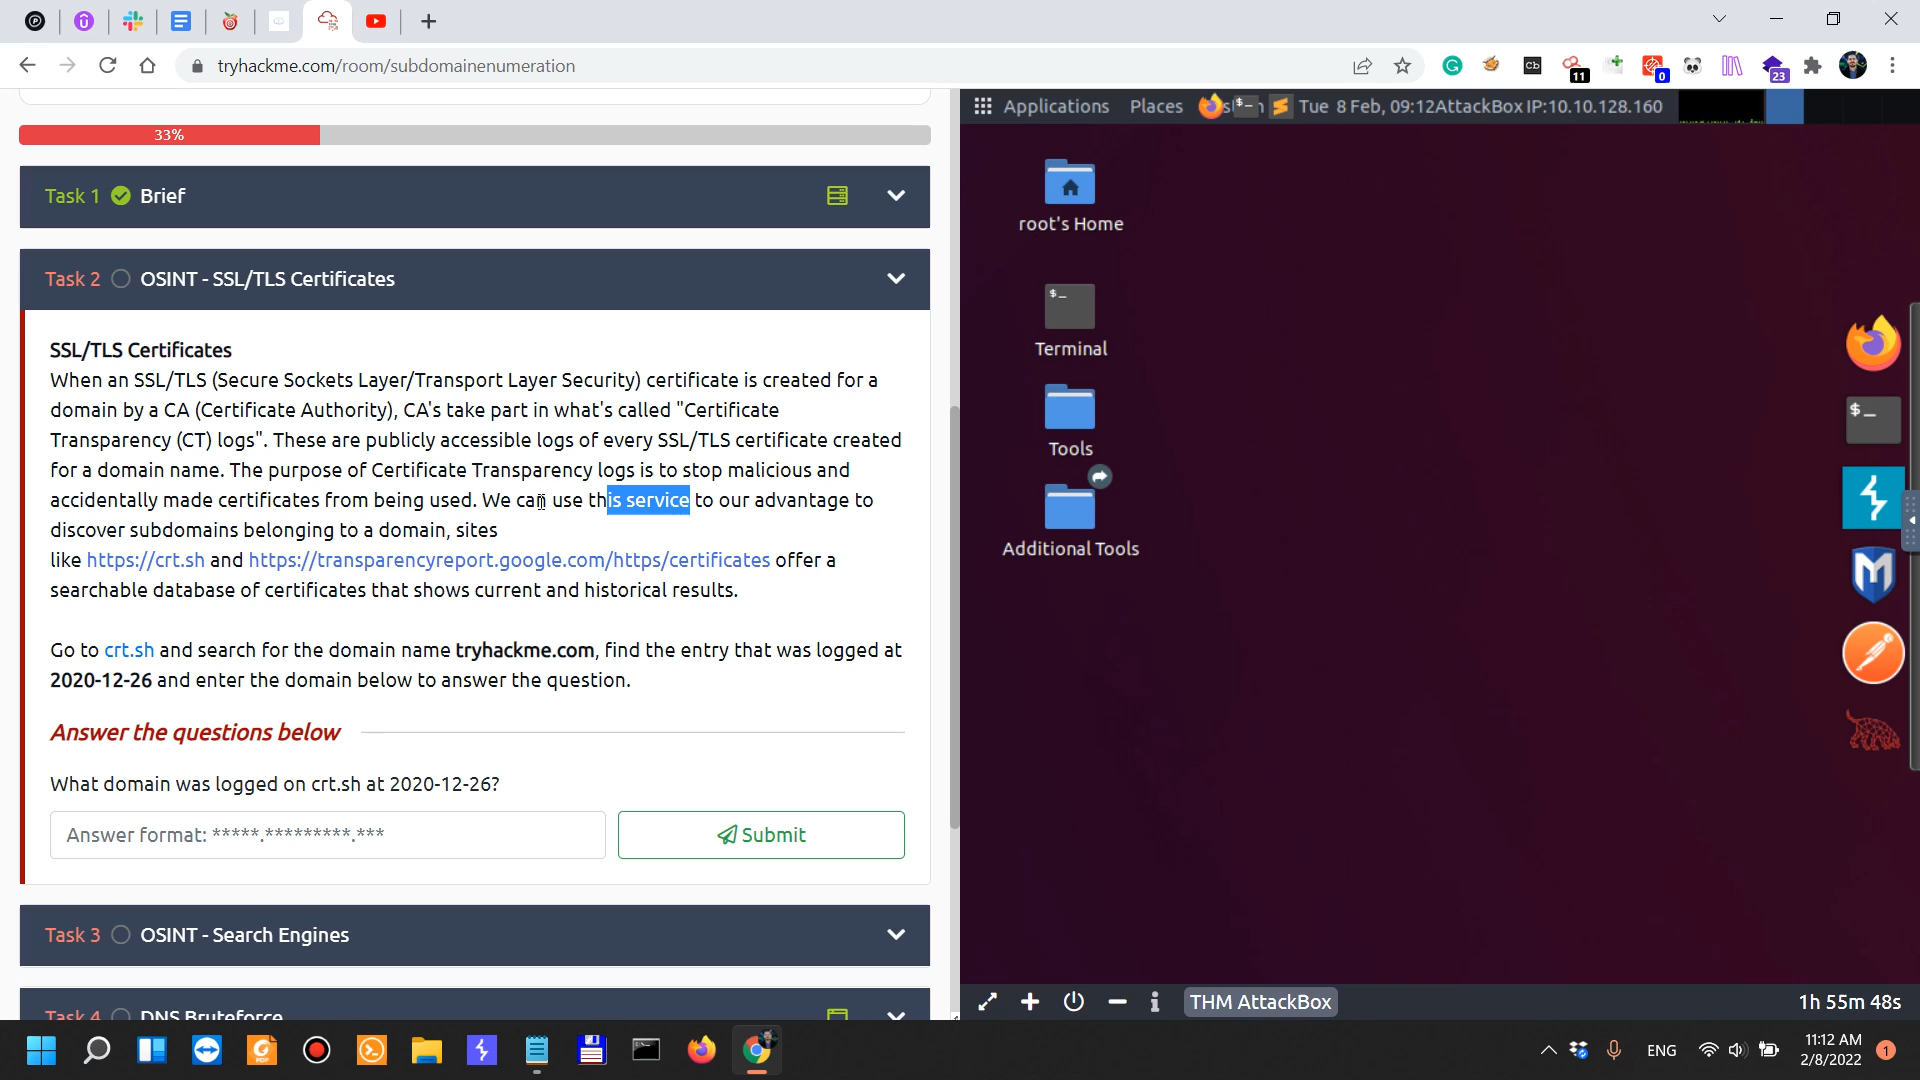 tryhackme.com/room/subdomainenumeration
11
0
23
33%
Task 1 Brief
Task 2 OSINT - SSL/TLS Certificates
SSL/TLS Certificates
When an SSL/TLS (Secure Sockets Layer/Transport Layer Security) certificate is created for a
domain by a CA (Certificate Authority), CA's take part in what's called "Certificate
Transparency (CT) logs". These are publicly accessible logs of every SSL/TLS certificate created
for a domain name. The purpose of Certificate Transparency logs is to stop malicious and
accidentally made certificates from being used. We can use this service to our advantage to
discover subdomains belonging to a domain, sites
like https://crt.sh and https://transparencyreport.google.com/https/certificates offer a
searchable database of certificates that shows current and historical results.
Go to crt.sh and search for the domain name tryhackme.com, find the entry that was logged at
2020-12-26 and enter the domain below to answer the question.
Answer the questions below
What domain was logged on crt.sh at 2020-12-26?
Answer format: *****.*********.***
Submit
Task 3 OSINT - Search Engines
Task 4 DNS Bruteforce
Applications Places Tue 8 Feb, 09:12 AttackBox IP:10.10.128.160
root's Home
Terminal
Tools
Additional Tools
THM AttackBox
1h 55m 48s
ENG
11:12 AM
2/8/2022
1